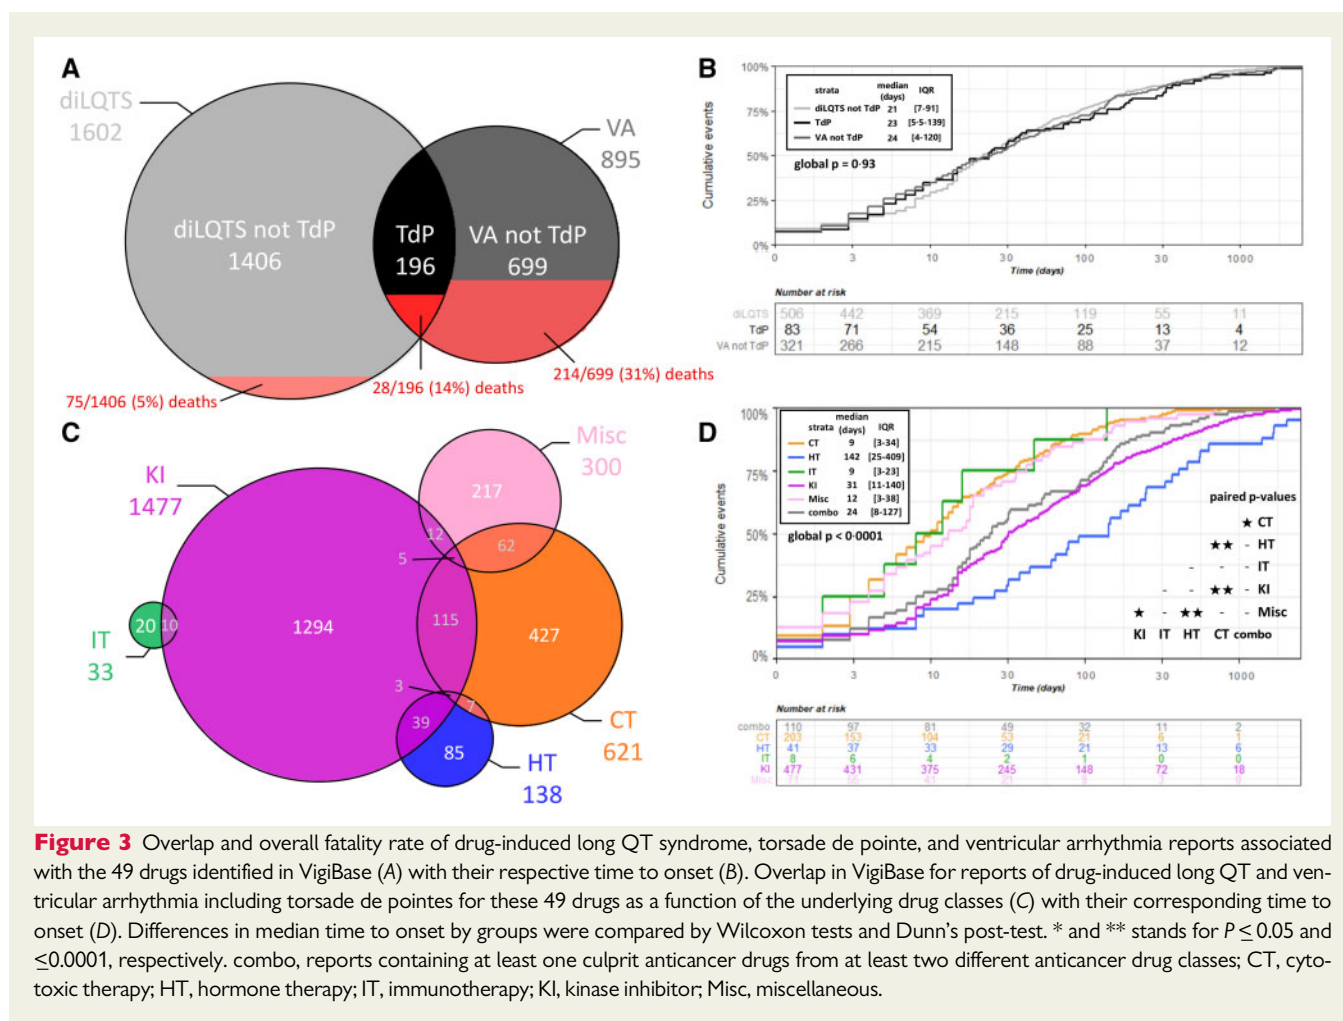 A
diLQTS
1602
VA
895
diLQTS not TdP
1406
TdP
196
VA not TdP
699
75/1406 (5%) deaths
28/196 (14%) deaths
214/699 (31%) deaths
B
100%
75%
50%
25%
0%
Cumulative events
strata median (days) IQR
diLQTS not TdP 21 [7-91]
TdP 23 [5·5-139]
VA not TdP 24 [4-120]
global p = 0·93
0 3 10 30 100 30 1000
Time (days)
Number at risk
diLQTS 506 442 369 215 119 55 11
TdP 83 71 54 36 25 13 4
VA not TdP 321 266 215 148 88 37 12
C
KI
1477
Misc
300
217
12
5
62
IT
33
20
10
1294
115
427
3
7
39
85
CT
621
HT
138
D
100%
75%
50%
25%
0%
Cumulative events
strata median (days) IQR
CT 9 [3-34]
HT 142 [25-409]
IT 9 [3-23]
KI 31 [11-140]
Misc 12 [3-38]
combo 24 [8-127]
global p < 0·0001
paired p-values
★ CT
★★ - HT
- - - IT
- - ★★ - KI
★ - ★★ - - Misc
KI IT HT CT combo
0 3 10 30 100 30 1000
Time (days)
Number at risk
combo 110 97 81 49 32 11 2
CT 203 153 104 53 21 6 1
HT 41 37 33 29 21 13 6
IT 8 6 4 2 1 0 0
KI 477 431 375 245 148 72 18
Misc
Figure 3 Overlap and overall fatality rate of drug-induced long QT syndrome, torsade de pointe, and ventricular arrhythmia reports associated
with the 49 drugs identified in VigiBase (A) with their respective time to onset (B). Overlap in VigiBase for reports of drug-induced long QT and ven-
tricular arrhythmia including torsade de pointes for these 49 drugs as a function of the underlying drug classes (C) with their corresponding time to
onset (D). Differences in median time to onset by groups were compared by Wilcoxon tests and Dunn's post-test. * and ** stands for P ≤ 0.05 and
≤0.0001, respectively. combo, reports containing at least one culprit anticancer drugs from at least two different anticancer drug classes; CT, cyto-
toxic therapy; HT, hormone therapy; IT, immunotherapy; KI, kinase inhibitor; Misc, miscellaneous.